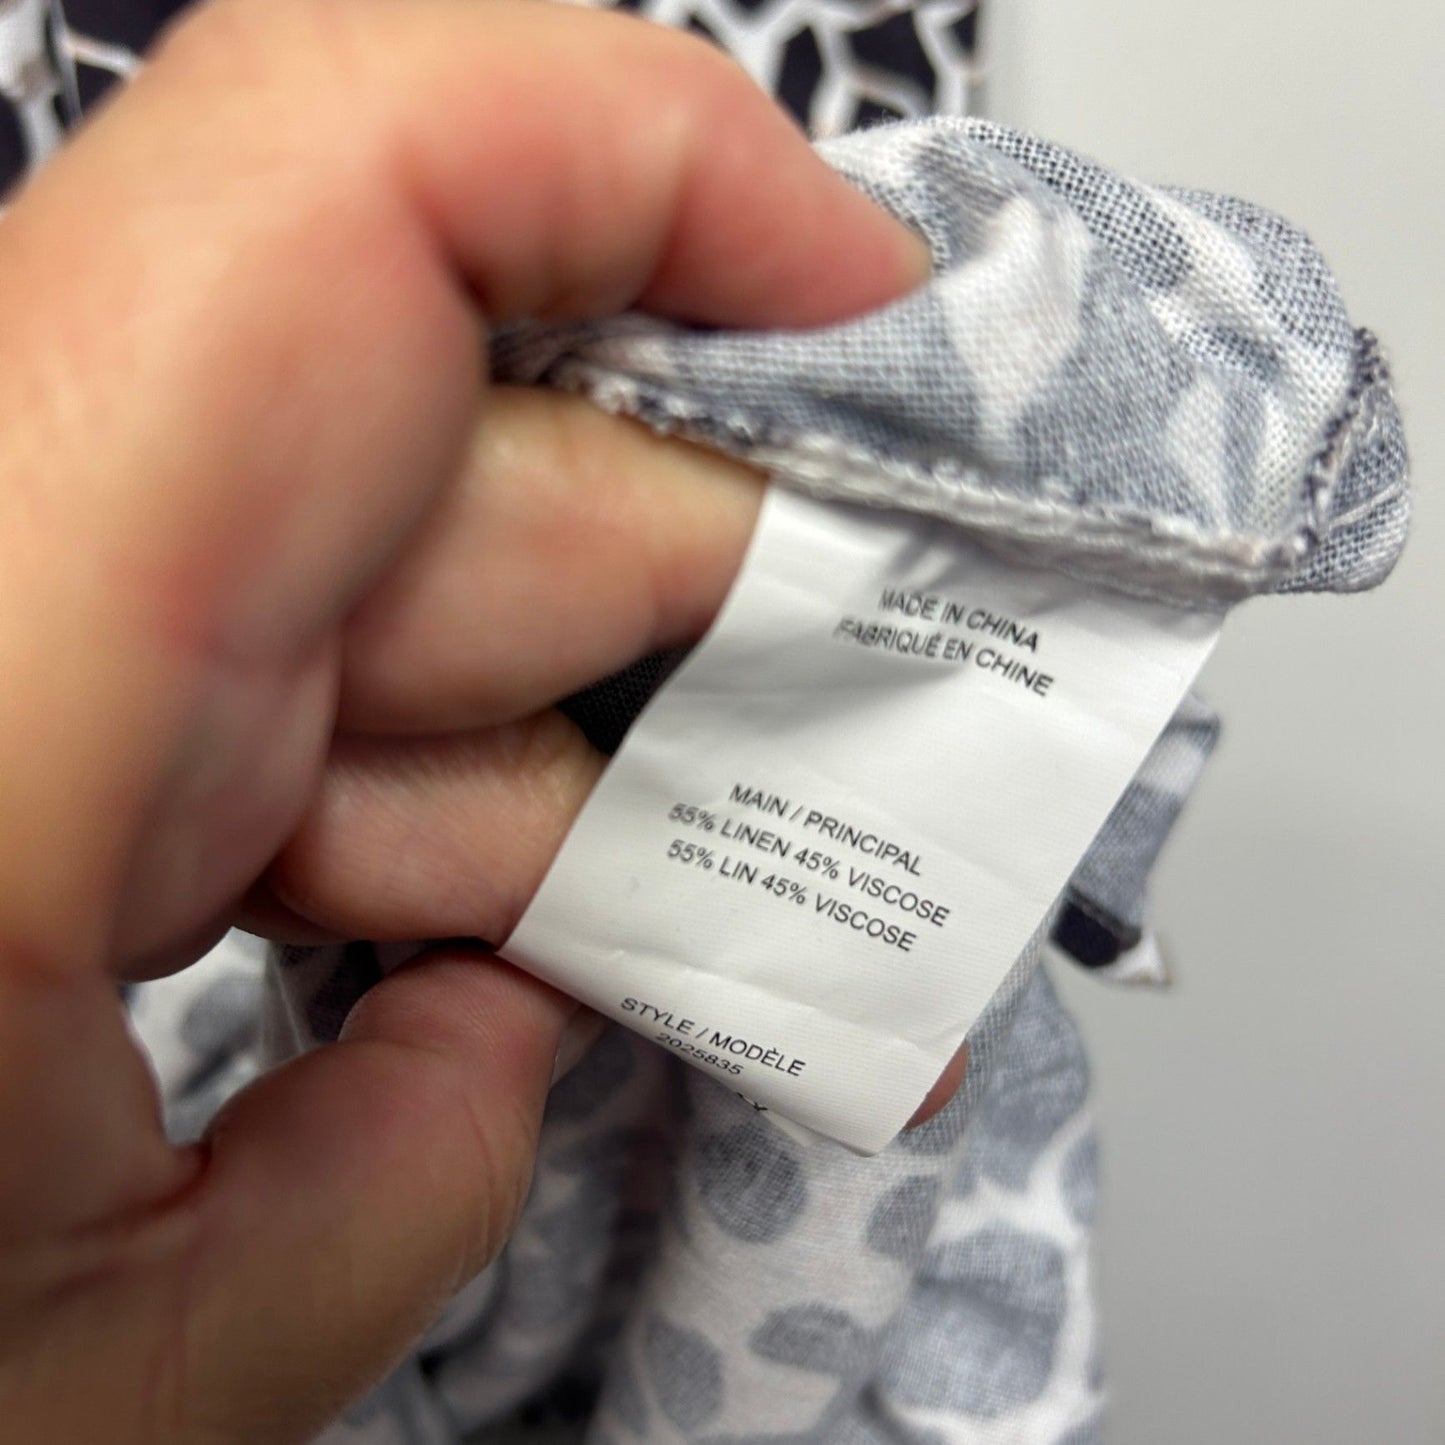 MADE IN CHINA
FABRIQUÉ EN CHINE
MAIN / PRINCIPAL
55% LINEN 45% VISCOSE
55% LIN 45% VISCOSE
STYLE / MODÈLE
2025835